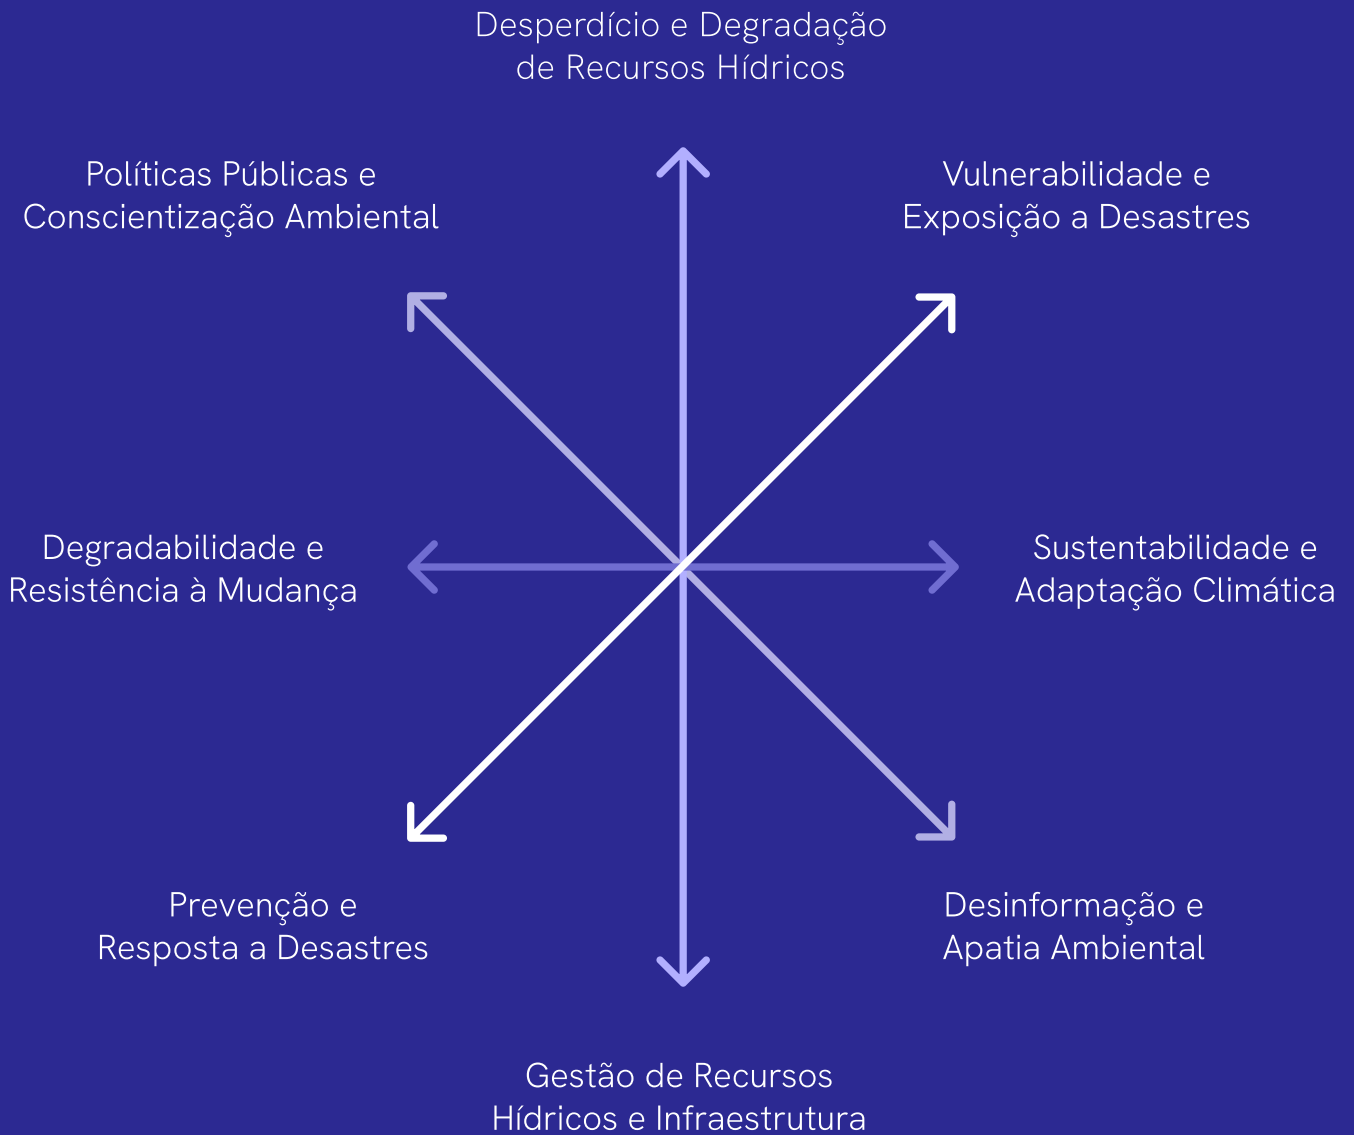 Desperdício e Degradação
de Recursos Hídricos
Políticas Públicas e
Conscientização Ambiental
Vulnerabilidade e
Exposição a Desastres
Degradabilidade e
Resistência à Mudança
Sustentabilidade e
Adaptação Climática
Prevenção e
Resposta a Desastres
Desinformação e
Apatia Ambiental
Gestão de Recursos
Hídricos e Infraestrutura